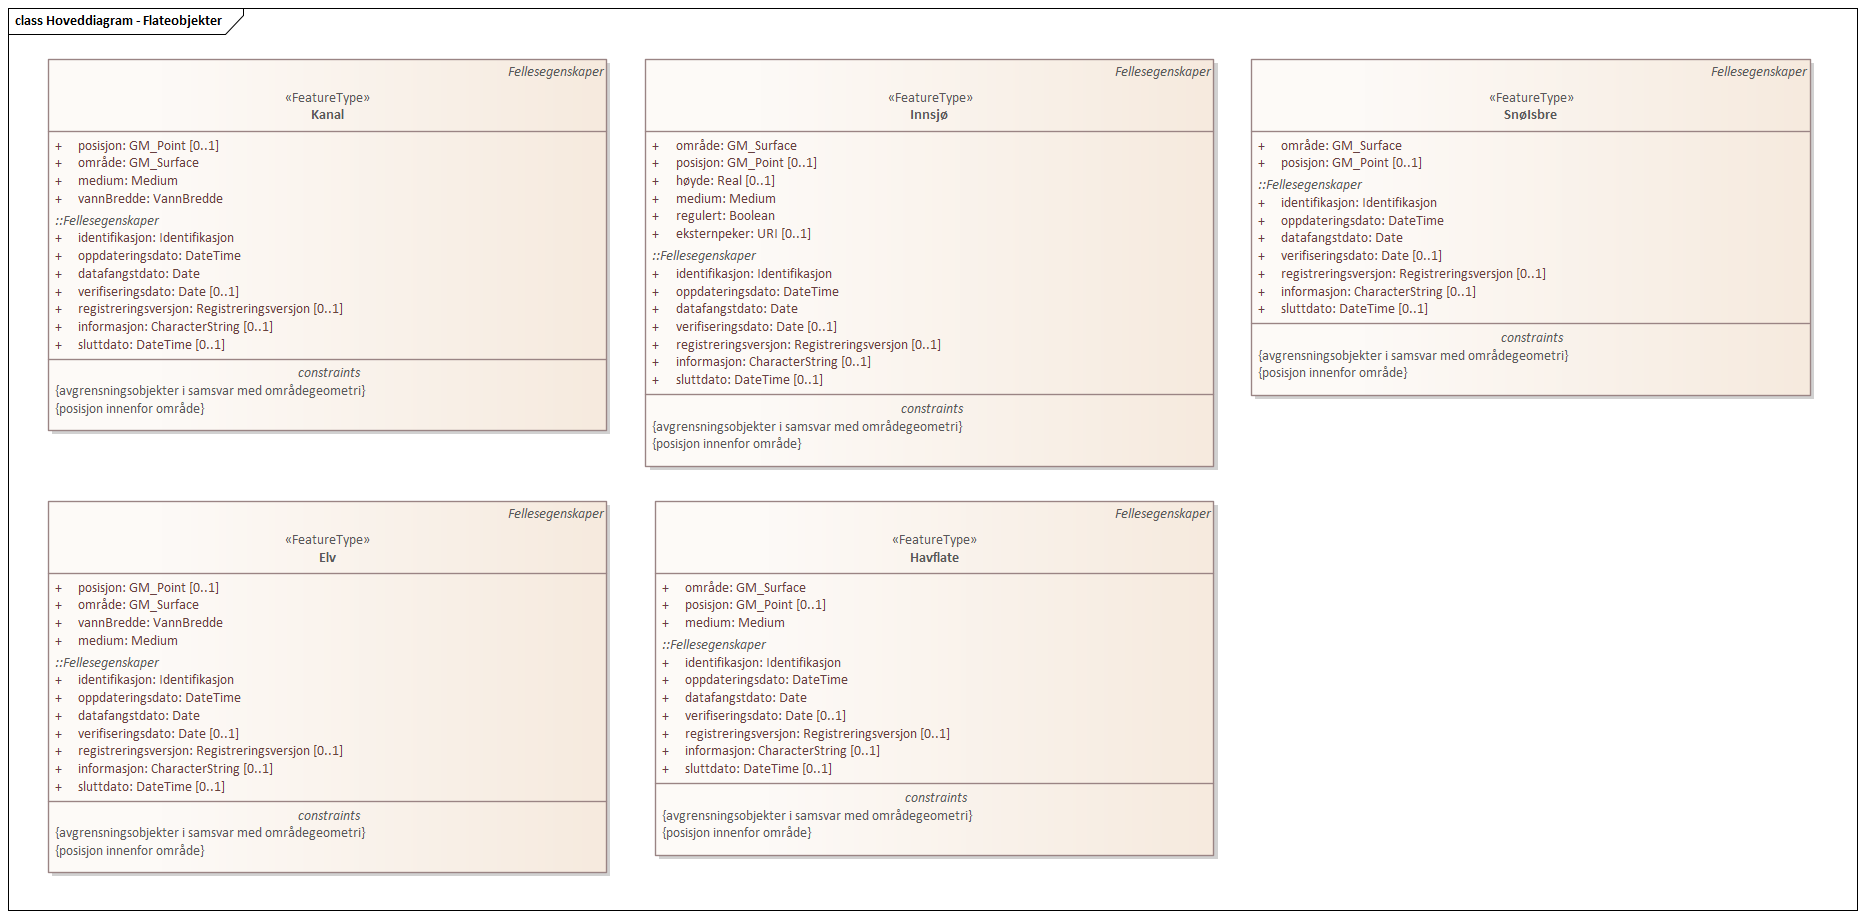 class Hoveddiagram - Flateobjekter
Fellesegenskaper
«FeatureType»
Kanal
+ posisjon: GM_Point [0..1]
+ område: GM_Surface
+ medium: Medium
+ vannBredde: VannBredde
::Fellesegenskaper
+ identifikasjon: Identifikasjon
+ oppdateringsdato: DateTime
+ datafangstdato: Date
+ verifiseringsdato: Date [0..1]
+ registreringsversjon: Registreringsversjon [0..1]
+ informasjon: CharacterString [0..1]
+ sluttdato: DateTime [0..1]
constraints
{avgrensningsobjekter i samsvar med områdegeometri}
{posisjon innenfor område}
Fellesegenskaper
«FeatureType»
Innsjø
+ område: GM_Surface
+ posisjon: GM_Point [0..1]
+ høyde: Real [0..1]
+ medium: Medium
+ regulert: Boolean
+ eksternpeker: URI [0..1]
::Fellesegenskaper
+ identifikasjon: Identifikasjon
+ oppdateringsdato: DateTime
+ datafangstdato: Date
+ verifiseringsdato: Date [0..1]
+ registreringsversjon: Registreringsversjon [0..1]
+ informasjon: CharacterString [0..1]
+ sluttdato: DateTime [0..1]
constraints
{avgrensningsobjekter i samsvar med områdegeometri}
{posisjon innenfor område}
Fellesegenskaper
«FeatureType»
SnøIsbre
+ område: GM_Surface
+ posisjon: GM_Point [0..1]
::Fellesegenskaper
+ identifikasjon: Identifikasjon
+ oppdateringsdato: DateTime
+ datafangstdato: Date
+ verifiseringsdato: Date [0..1]
+ registreringsversjon: Registreringsversjon [0..1]
+ informasjon: CharacterString [0..1]
+ sluttdato: DateTime [0..1]
constraints
{avgrensningsobjekter i samsvar med områdegeometri}
{posisjon innenfor område}
Fellesegenskaper
«FeatureType»
Elv
+ posisjon: GM_Point [0..1]
+ område: GM_Surface
+ vannBredde: VannBredde
+ medium: Medium
::Fellesegenskaper
+ identifikasjon: Identifikasjon
+ oppdateringsdato: DateTime
+ datafangstdato: Date
+ verifiseringsdato: Date [0..1]
+ registreringsversjon: Registreringsversjon [0..1]
+ informasjon: CharacterString [0..1]
+ sluttdato: DateTime [0..1]
constraints
{avgrensningsobjekter i samsvar med områdegeometri}
{posisjon innenfor område}
Fellesegenskaper
«FeatureType»
Havflate
+ område: GM_Surface
+ posisjon: GM_Point [0..1]
+ medium: Medium
::Fellesegenskaper
+ identifikasjon: Identifikasjon
+ oppdateringsdato: DateTime
+ datafangstdato: Date
+ verifiseringsdato: Date [0..1]
+ registreringsversjon: Registreringsversjon [0..1]
+ informasjon: CharacterString [0..1]
+ sluttdato: DateTime [0..1]
constraints
{avgrensningsobjekter i samsvar med områdegeometri}
{posisjon innenfor område}